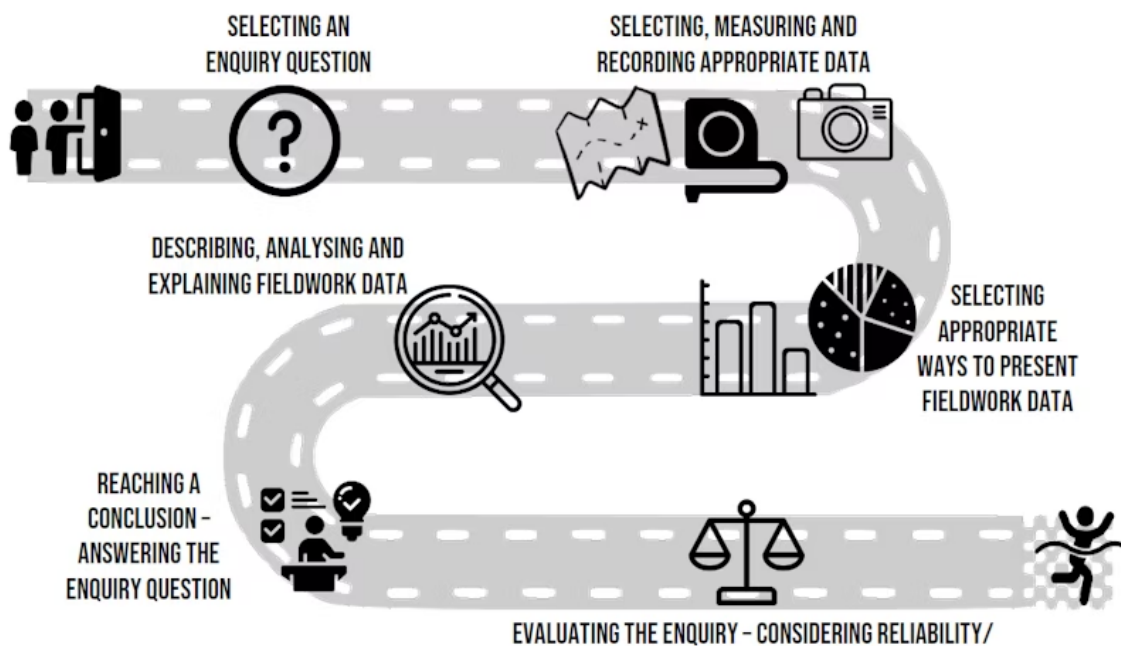 SELECTING AN
ENQUIRY QUESTION
SELECTING, MEASURING AND
RECORDING APPROPRIATE DATA
SELECTING
APPROPRIATE
WAYS TO PRESENT
FIELDWORK DATA
DESCRIBING, ANALYSING AND
EXPLAINING FIELDWORK DATA
REACHING A
CONCLUSION –
ANSWERING THE
ENQUIRY QUESTION
EVALUATING THE ENQUIRY – CONSIDERING RELIABILITY/